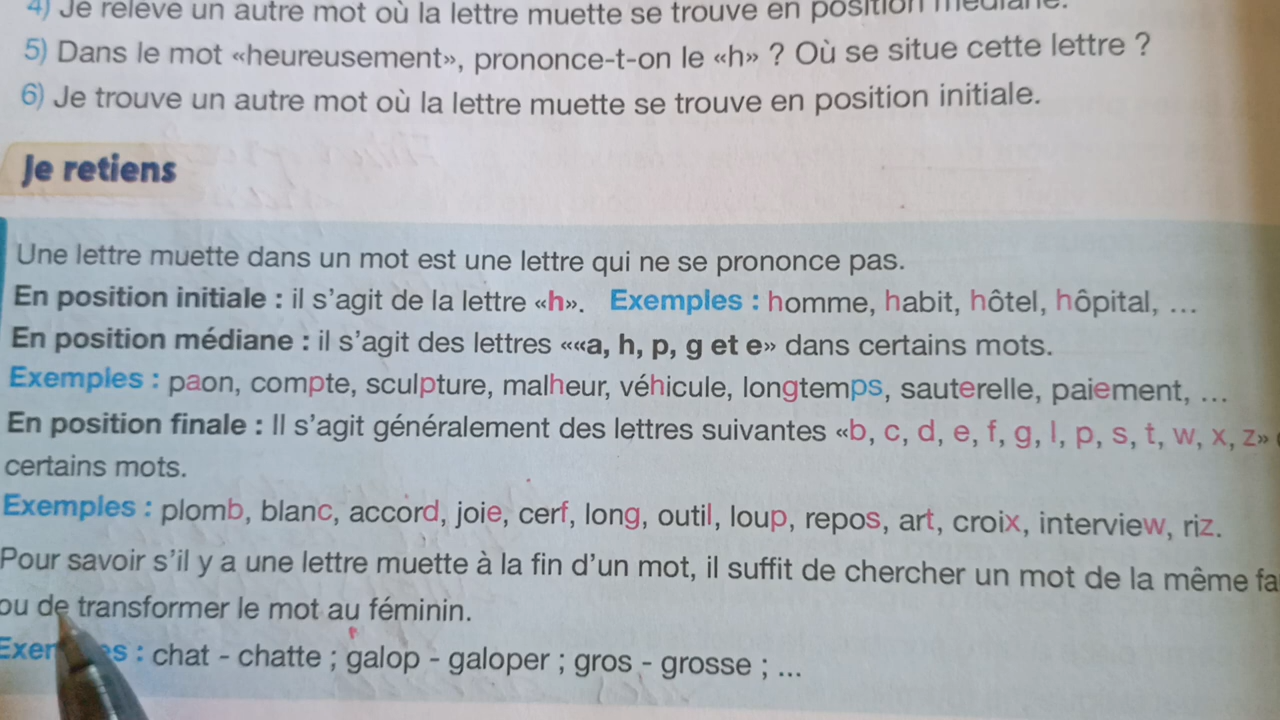 4) Je relève un autre mot où la lettre muette se trouve en position médiane.
5) Dans le mot «heureusement», prononce-t-on le «h» ? Où se situe cette lettre ?
6) Je trouve un autre mot où la lettre muette se trouve en position initiale.
Je retiens
Une lettre muette dans un mot est une lettre qui ne se prononce pas.
En position initiale : il s'agit de la lettre «h». Exemples : homme, habit, hôtel, hôpital, ...
En position médiane : il s'agit des lettres ««a, h, p, g et e» dans certains mots.
Exemples : paon, compte, sculpture, malheur, véhicule, longtemps, sauterelle, paiement, ...
En position finale : Il s'agit généralement des lettres suivantes «b, c, d, e, f, g, l, p, s, t, w, x, z»
certains mots.
Exemples : plomb, blanc, accord, joie, cerf, long, outil, loup, repos, art, croix, interview, riz.
Pour savoir s'il y a une lettre muette à la fin d'un mot, il suffit de chercher un mot de la même fa
ou de transformer le mot au féminin.
: chat - chatte ; galop - galoper ; gros - grosse ; ...